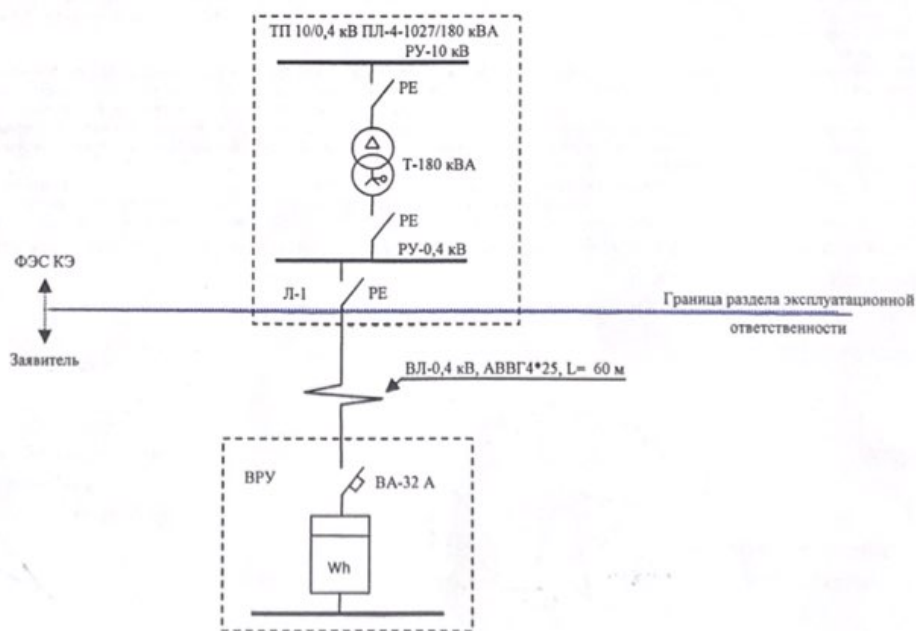 ТП 10/0,4 кВ ПЛ-4-1027/180 кВА
РУ-10 кВ
РЕ
Т-180 кВА
РЕ
РУ-0,4 кВ
ФЭС КЭ
Л-1
РЕ
Граница раздела эксплуатационной
ответственности
Заявитель
ВЛ-0,4 кВ, АВВГ4*25, L= 60 м
ВРУ
ВА-32 А
Wh